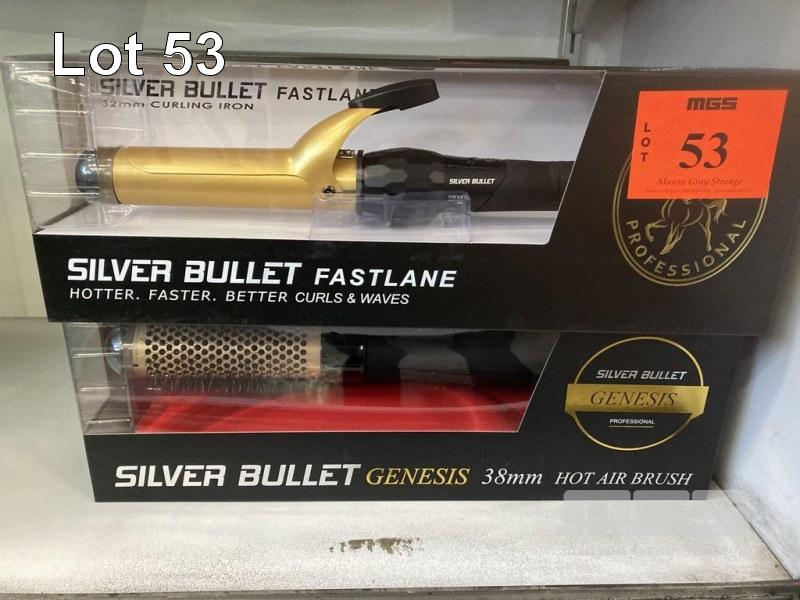 Lot 53
SILVER BULLET FASTLANE
32mm CURLING IRON
SILVER BULLET
MGS
LOT
53
Mason Gray Strange
PROFESSIONAL
SILVER BULLET FASTLANE
HOTTER. FASTER. BETTER CURLS & WAVES
SILVER BULLET
GENESIS
PROFESSIONAL
SILVER BULLET GENESIS 38mm HOT AIR BRUSH